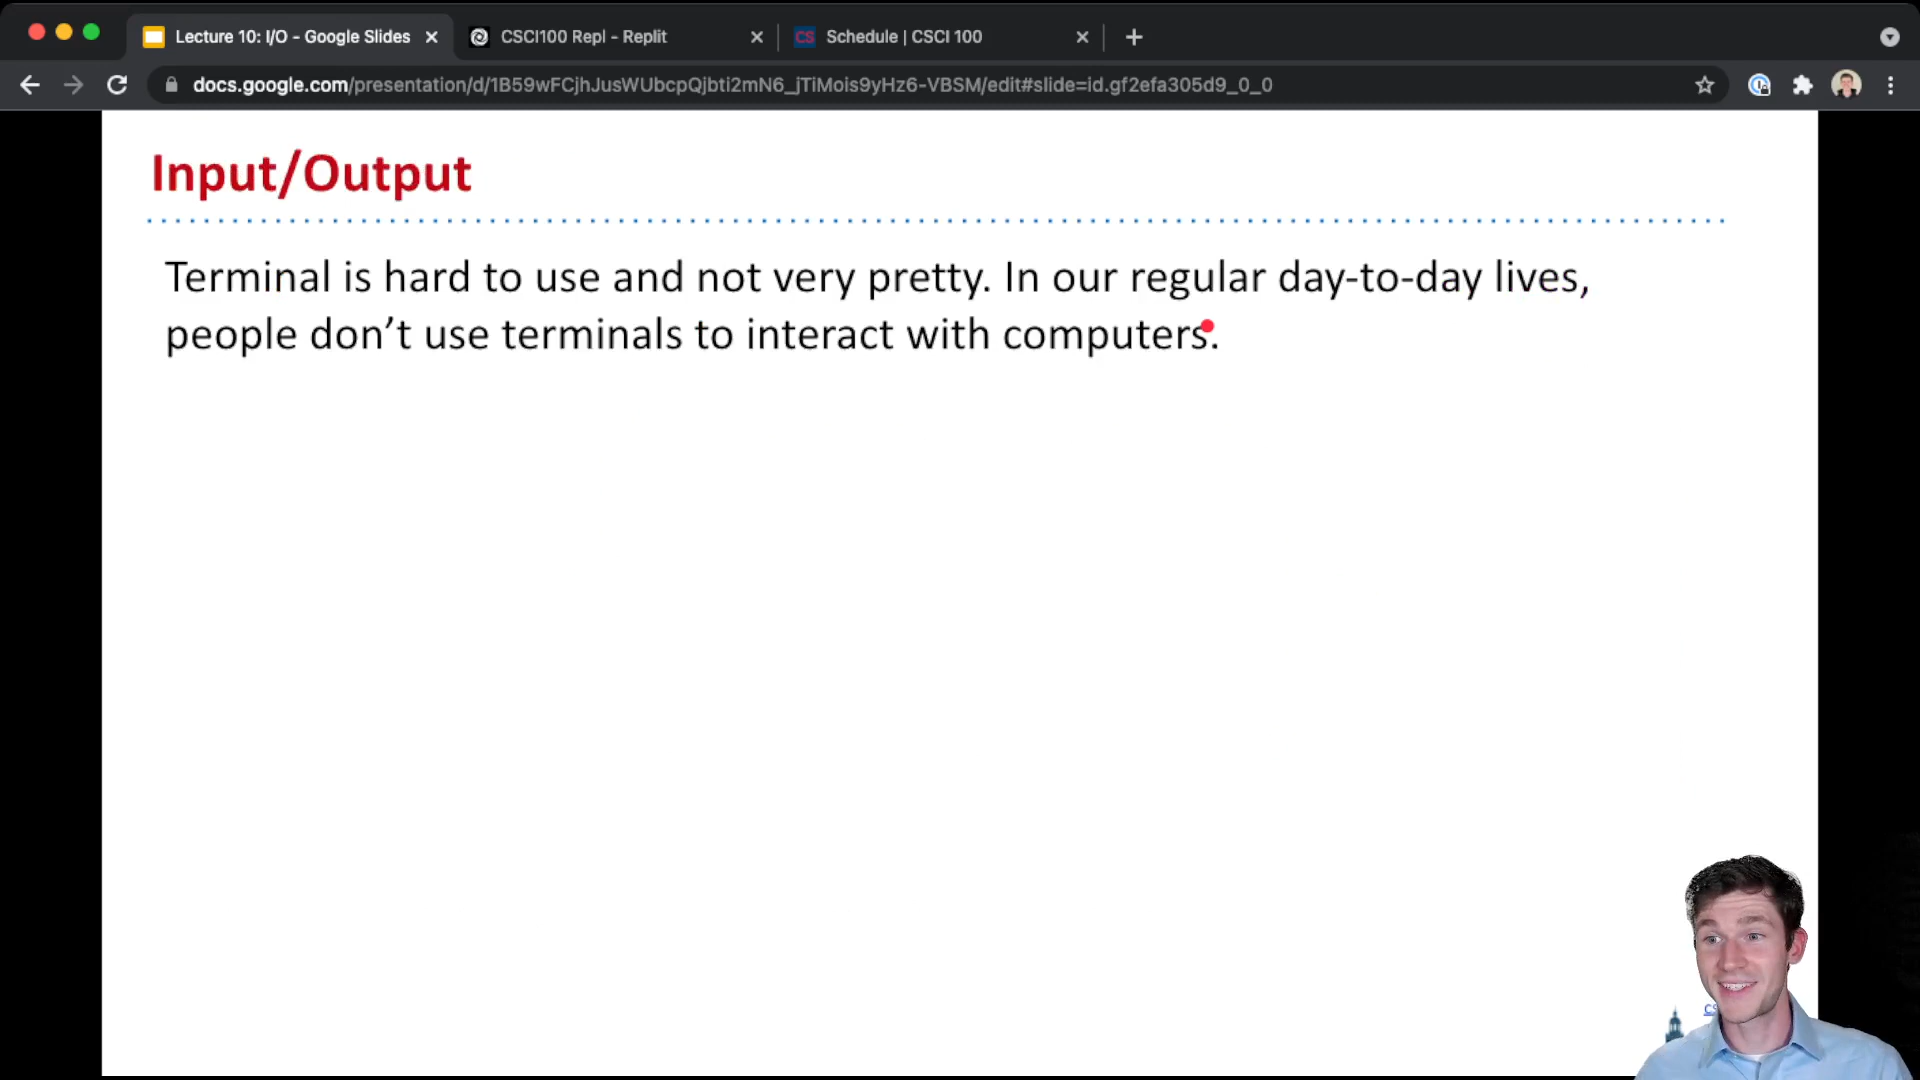 Lecture 10: I/O - Google Slides
CSCI100 Repl - Replit
CS
Schedule | CSCI 100
docs.google.com/presentation/d/1B59wFCjhJusWUbcpQjbti2mN6_jTiMois9yHz6-VBSM/edit#slide=id.gf2efa305d9_0_0
Input/Output
Terminal is hard to use and not very pretty. In our regular day-to-day lives,
people don’t use terminals to interact with computers.